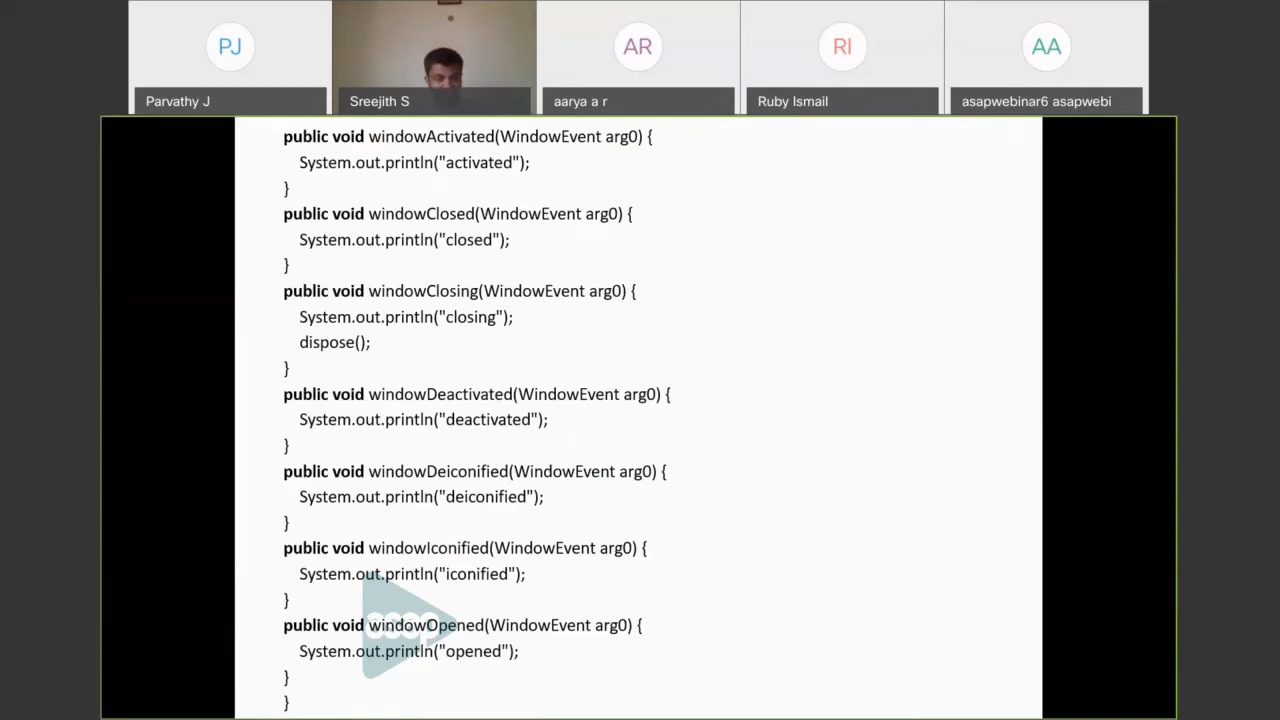 PJ
AR
RI
AA
Parvathy J
Sreejith S
aarya a r
Ruby Ismail
asapwebinar6 asapwebi
public void windowActivated(WindowEvent arg0) {
System.out.println("activated");
}
public void windowClosed(WindowEvent arg0) {
System.out.println("closed");
}
public void windowClosing(WindowEvent arg0) {
System.out.println("closing");
dispose();
}
public void windowDeactivated(WindowEvent arg0) {
System.out.println("deactivated");
}
public void windowDeiconified(WindowEvent arg0) {
System.out.println("deiconified");
}
public void windowIconified(WindowEvent arg0) {
System.out.println("iconified");
}
public void windowOpened(WindowEvent arg0) {
asap
System.out.println("opened");
}
}